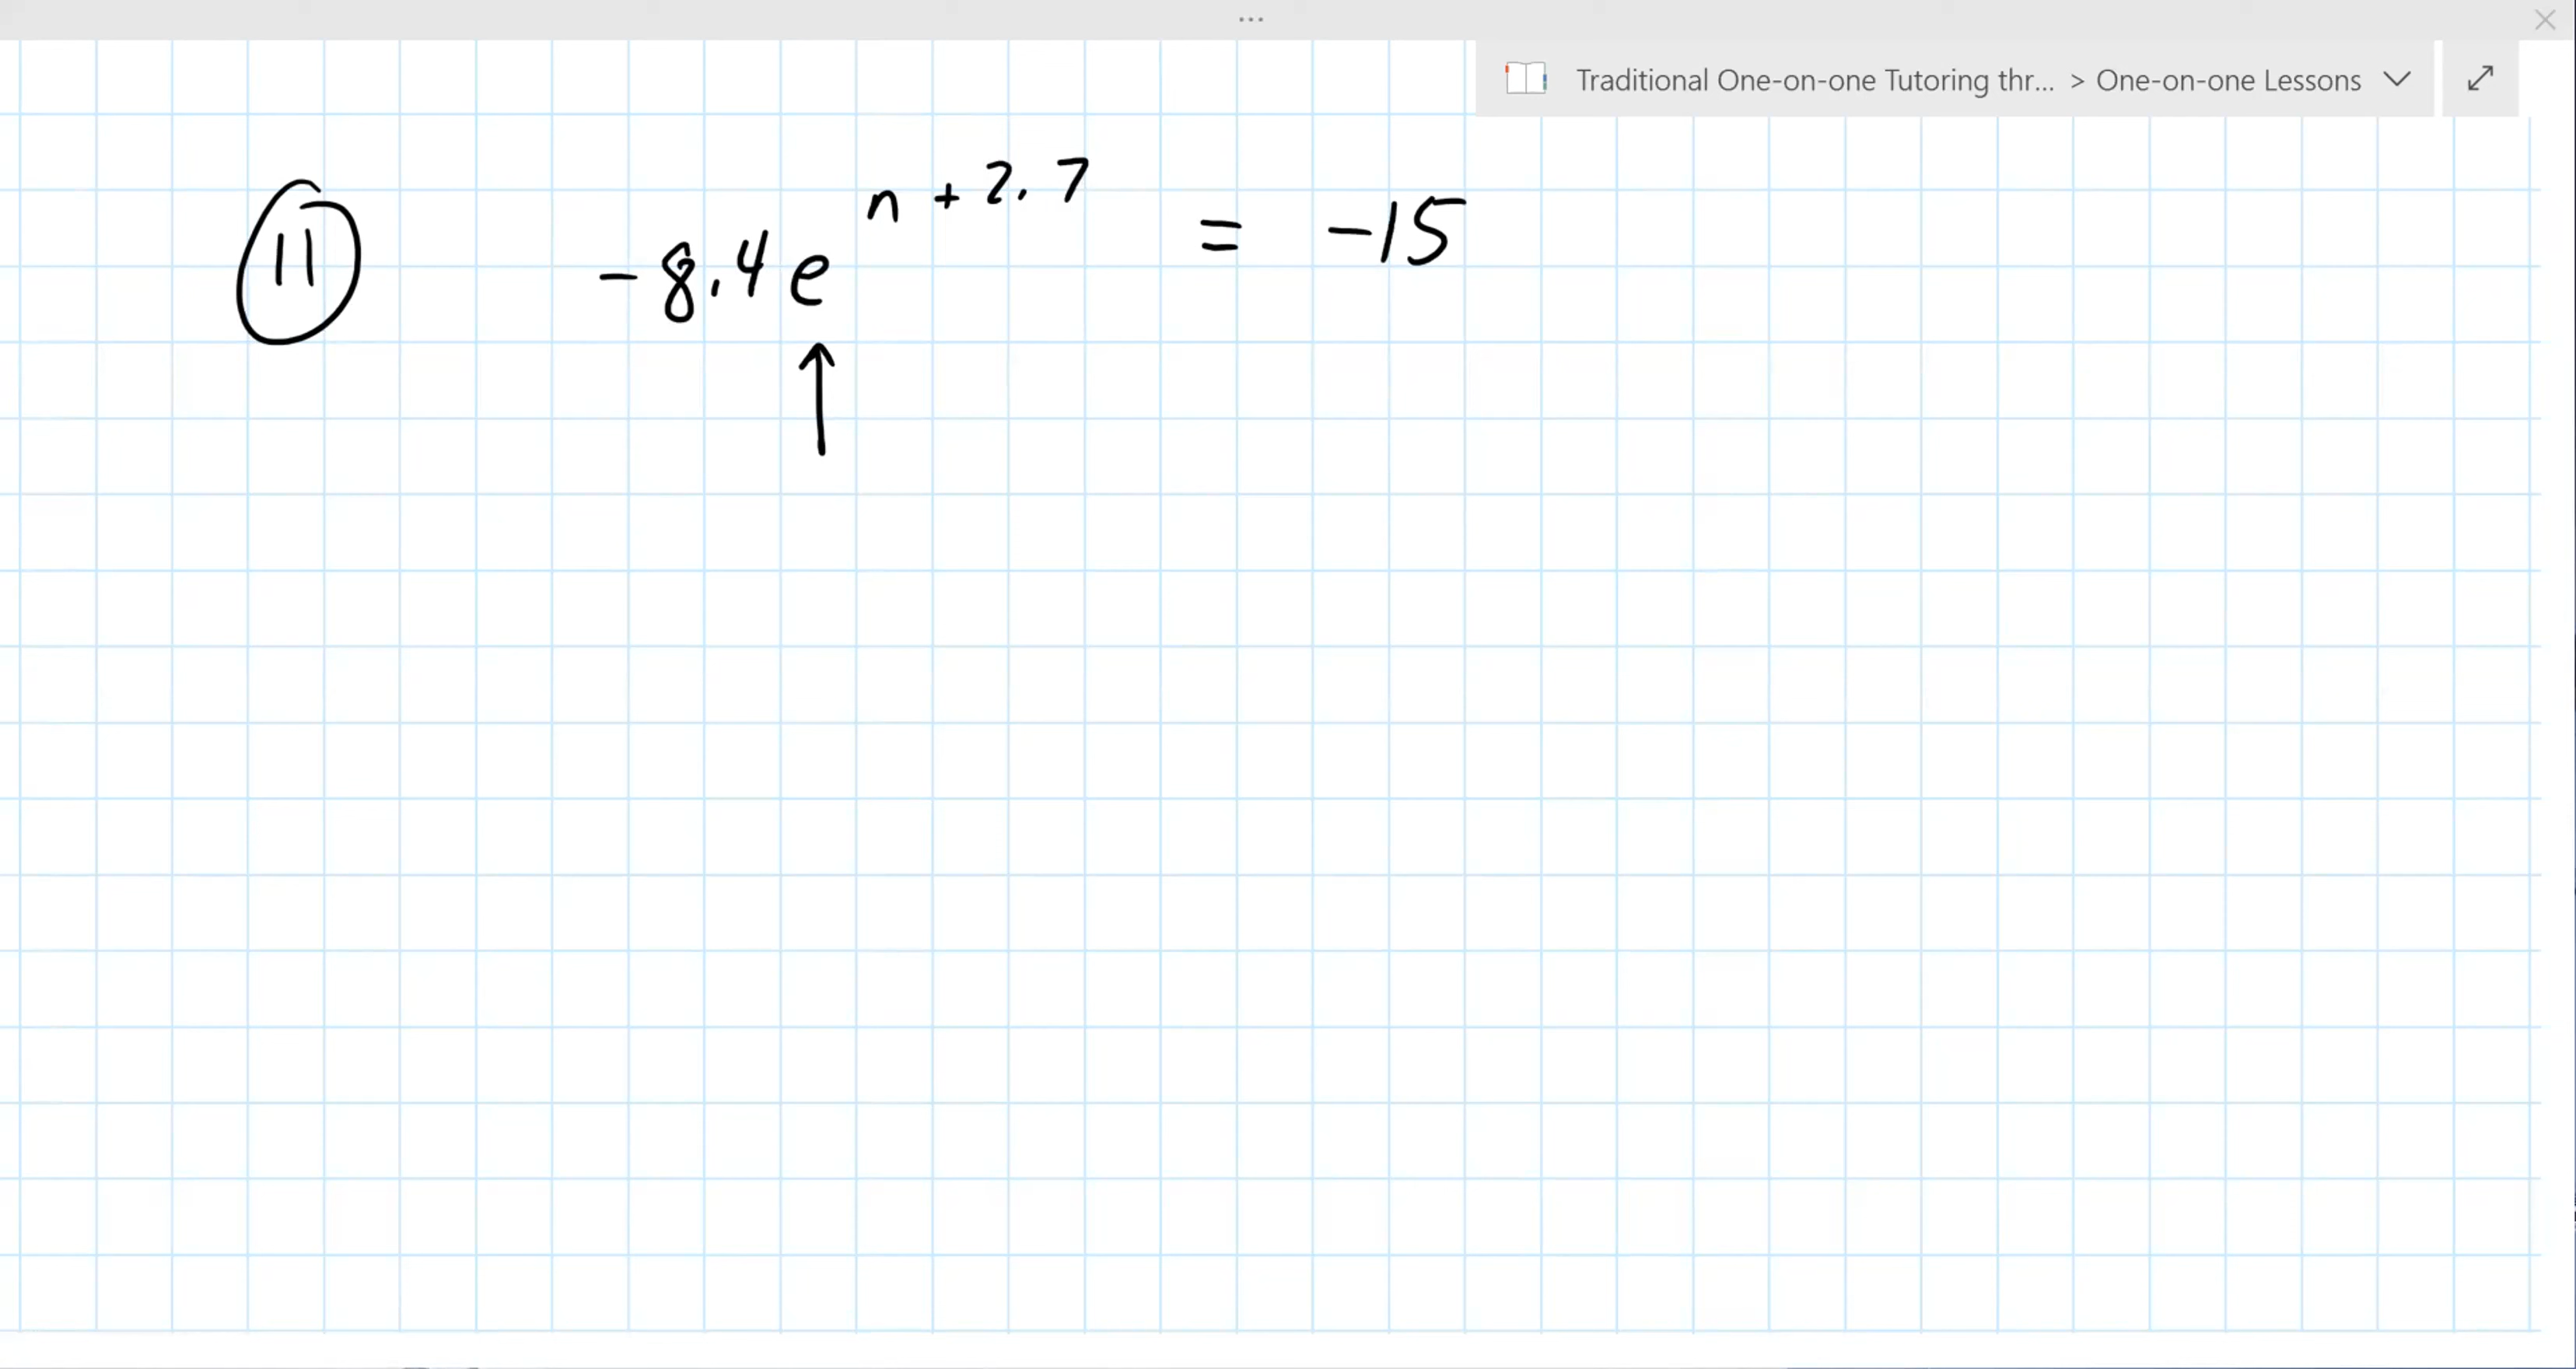 ...
Traditional One-on-one Tutoring thr... > One-on-one Lessons
11 -8.4e^{n+2.7} = -15